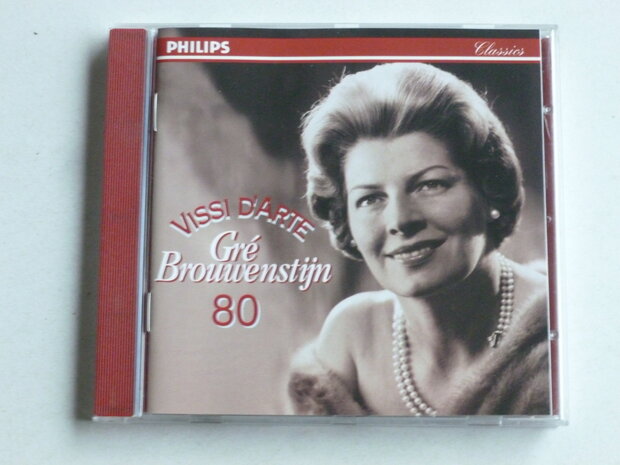 PHILIPS Classics
VISSI D'ARTE
Gré
Brouwenstijn
80